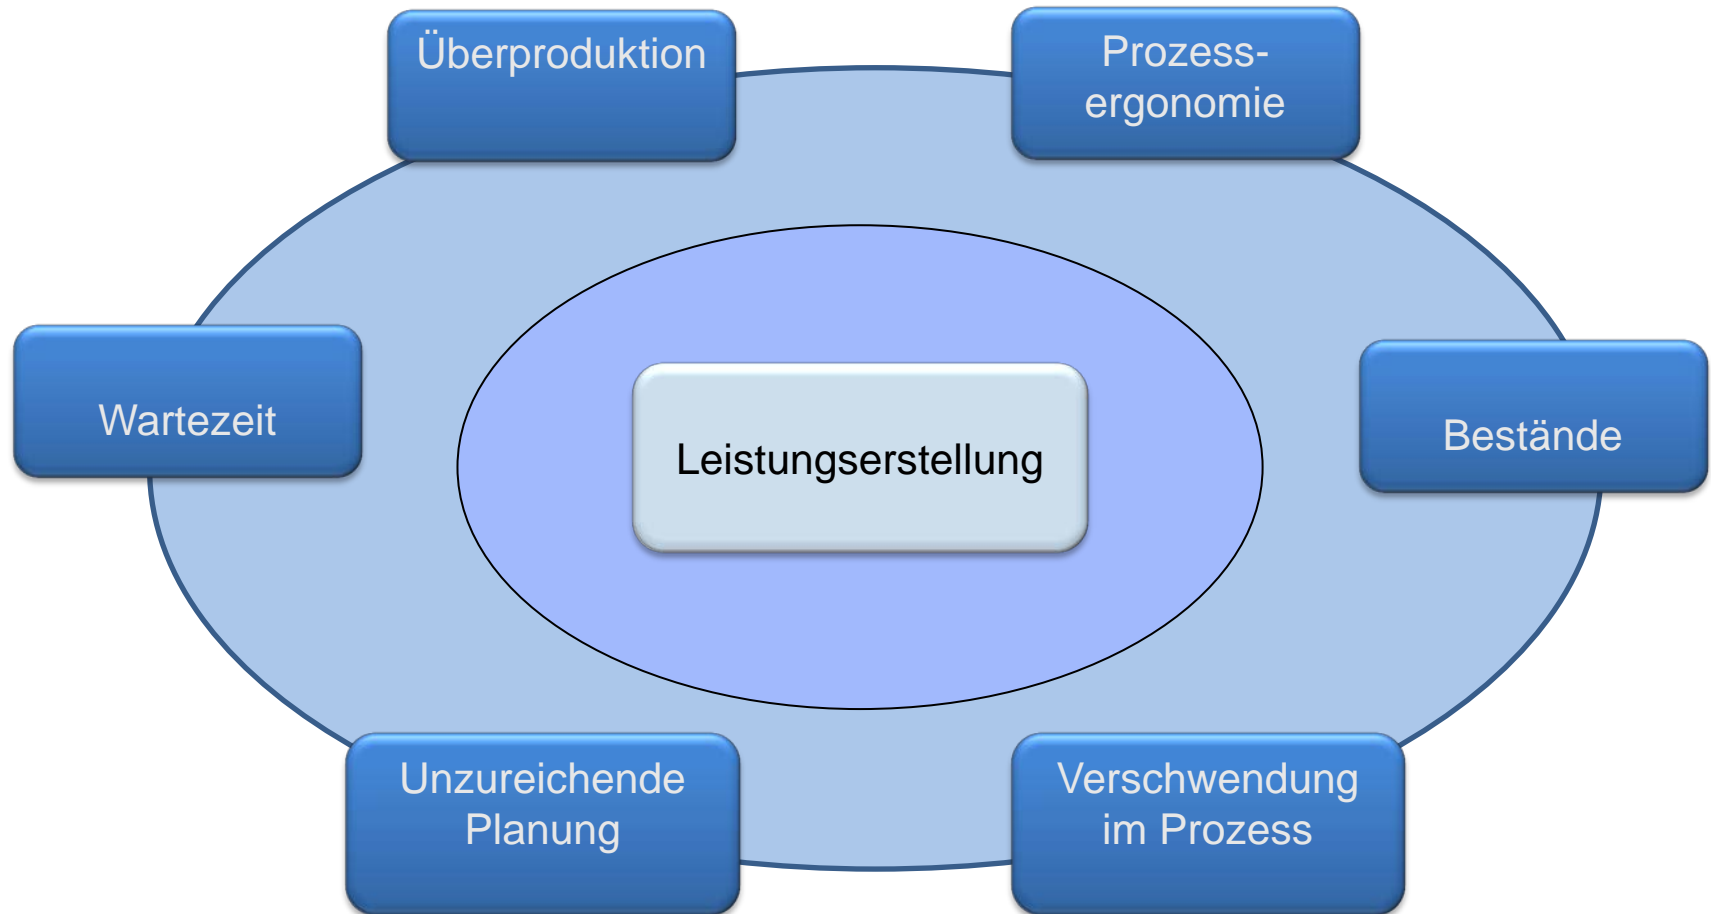 Überproduktion
Prozess-
ergonomie
Wartezeit
Leistungserstellung
Bestände
Unzureichende
Planung
Verschwendung
im Prozess